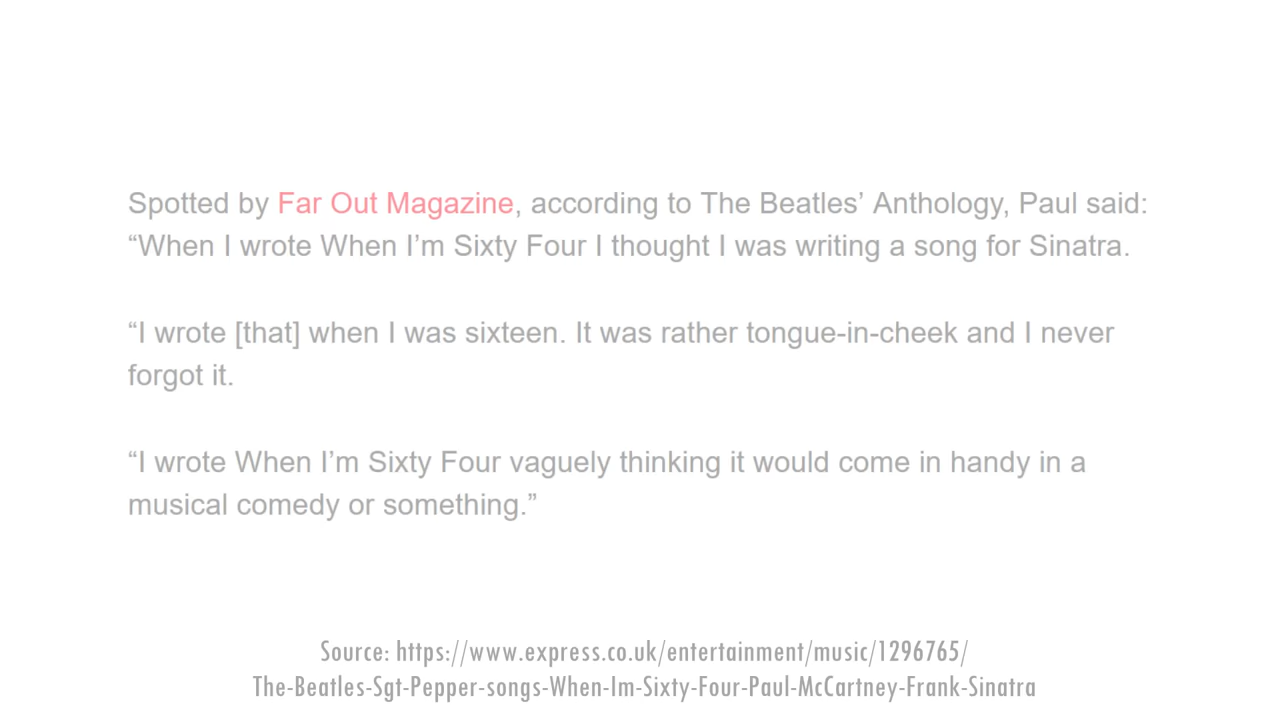 Spotted by Far Out Magazine, according to The Beatles’ Anthology, Paul said:
“When I wrote When I’m Sixty Four I thought I was writing a song for Sinatra.
“I wrote [that] when I was sixteen. It was rather tongue-in-cheek and I never
forgot it.
“I wrote When I’m Sixty Four vaguely thinking it would come in handy in a
musical comedy or something.”
Source: https://www.express.co.uk/entertainment/music/1296765/
The-Beatles-Sgt-Pepper-songs-When-Im-Sixty-Four-Paul-McCartney-Frank-Sinatra